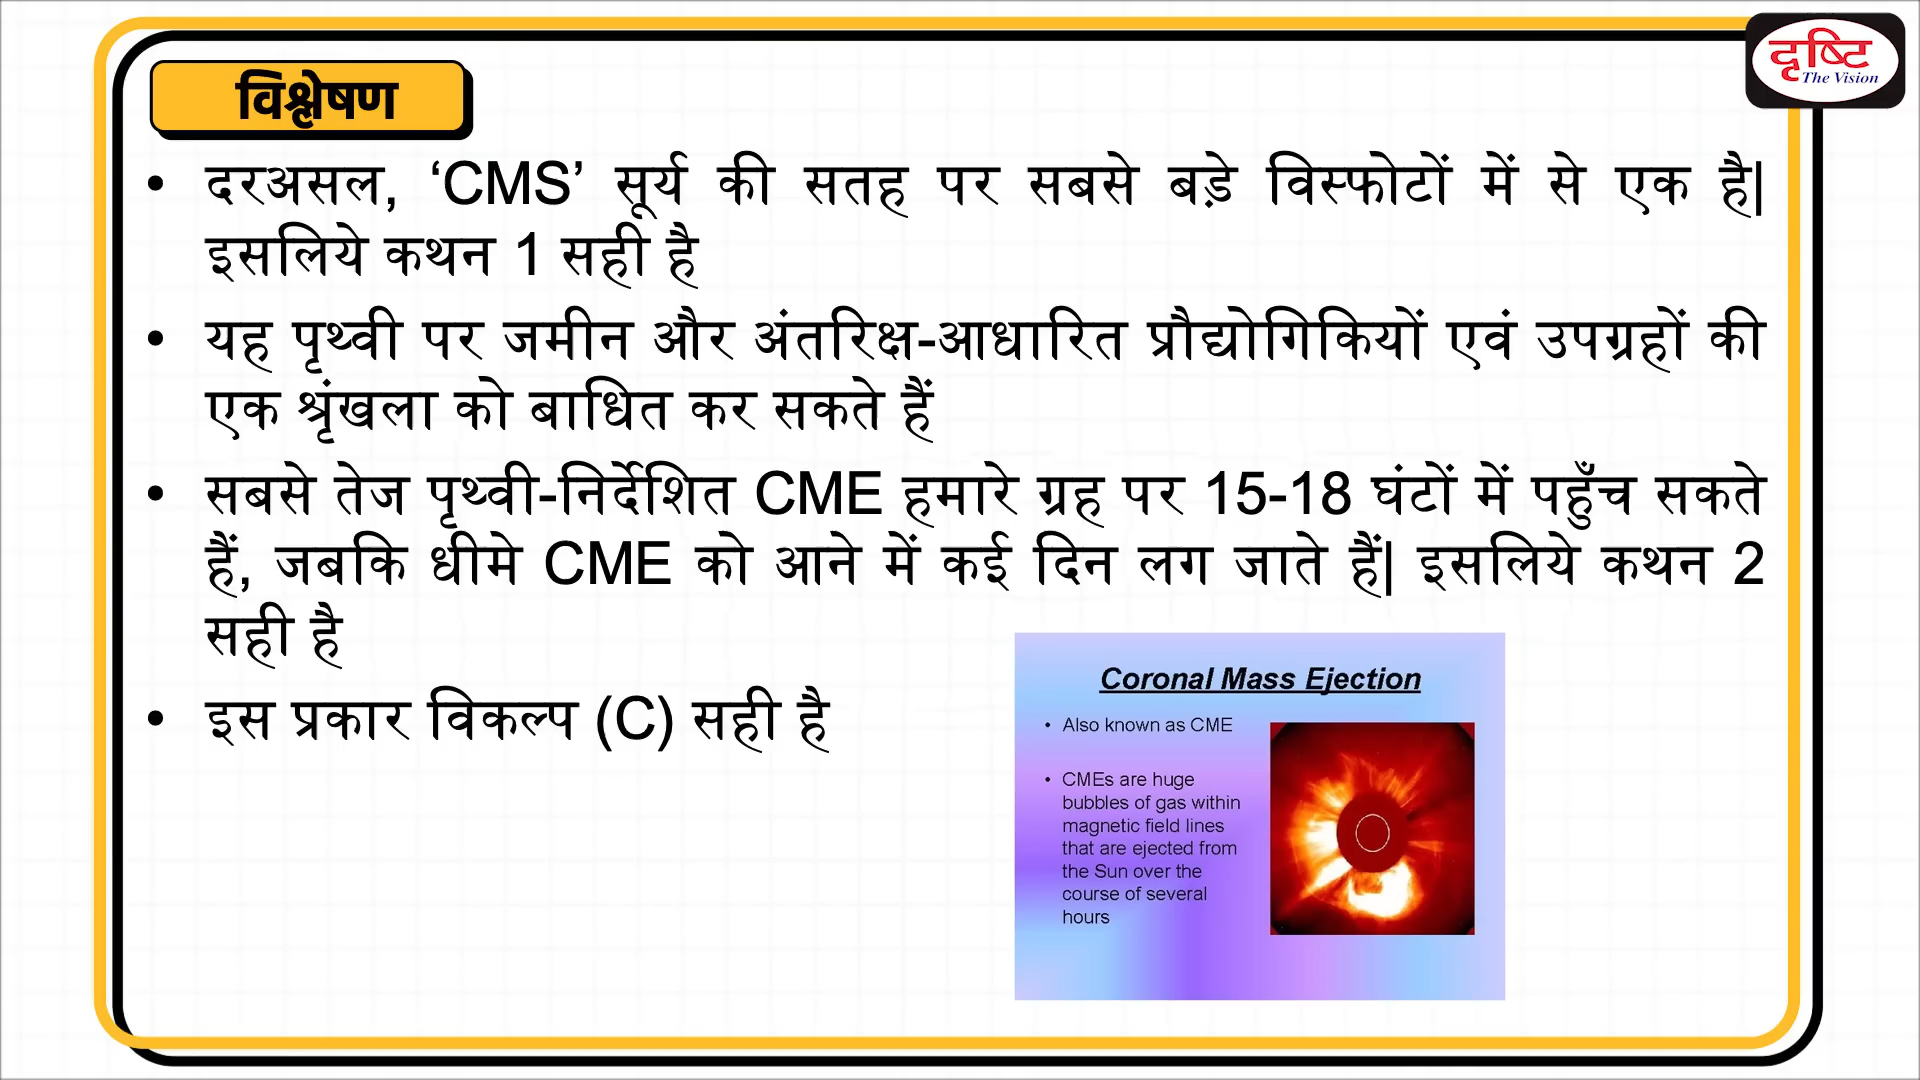 दृष्टि
The Vision
विश्लेषण
• दरअसल, ‘CMS’ सूर्य की सतह पर सबसे बड़े विस्फोटों में से एक है|
इसलिये कथन 1 सही है
• यह पृथ्वी पर जमीन और अंतरिक्ष-आधारित प्रौद्योगिकियों एवं उपग्रहों की
एक श्रृंखला को बाधित कर सकते हैं
• सबसे तेज पृथ्वी-निर्देशित CME हमारे ग्रह पर 15-18 घंटों में पहुँच सकते
हैं, जबकि धीमे CME को आने में कई दिन लग जाते हैं| इसलिये कथन 2
सही है
• इस प्रकार विकल्प (C) सही है
Coronal Mass Ejection
• Also known as CME
• CMEs are huge
bubbles of gas within
magnetic field lines
that are ejected from
the Sun over the
course of several
hours